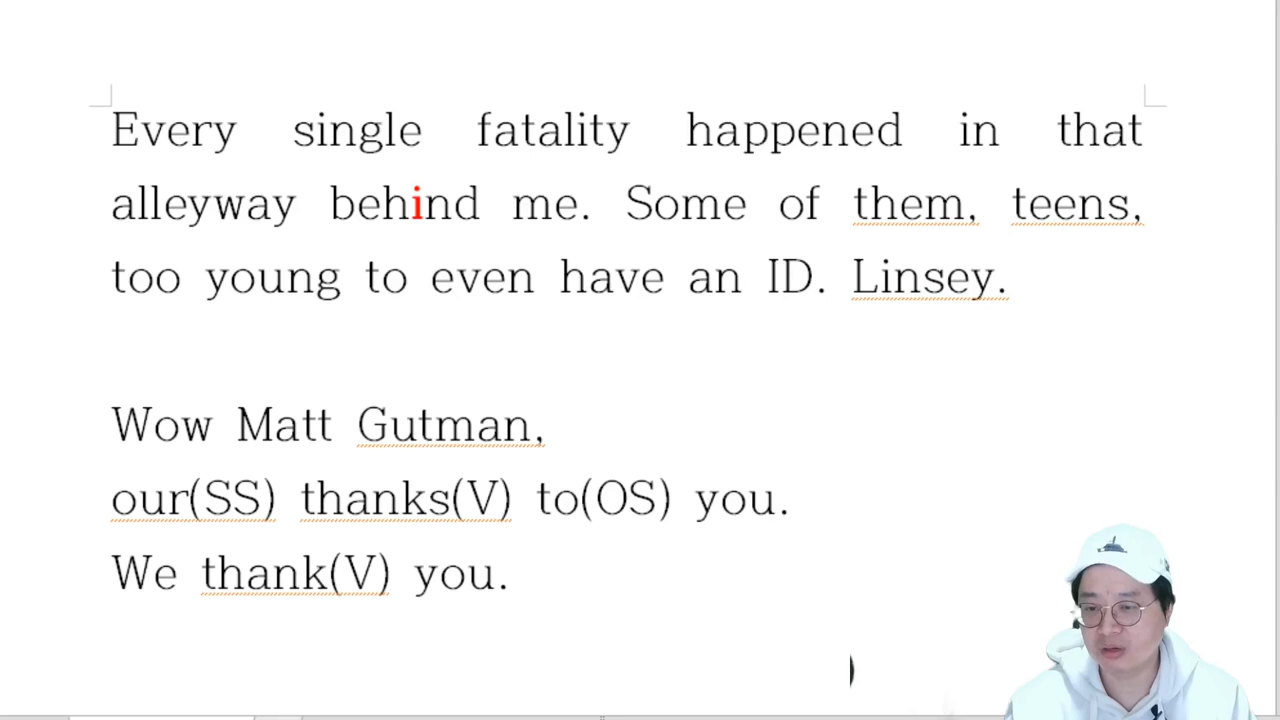 Every single fatality happened in that
alleyway behind me. Some of them, teens,
too young to even have an ID. Linsey.
Wow Matt Gutman,
our(SS) thanks(V) to(OS) you.
We thank(V) you.